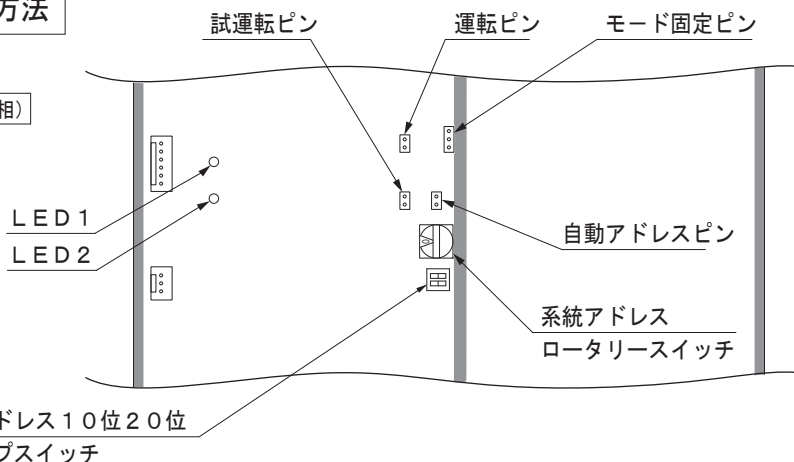 方法
試運転ピン
運転ピン
モード固定ピン
相）
ＬＥＤ１
ＬＥＤ２
自動アドレスピン
系統アドレス
ロータリースイッチ
ドレス１０位２０位
プスイッチ